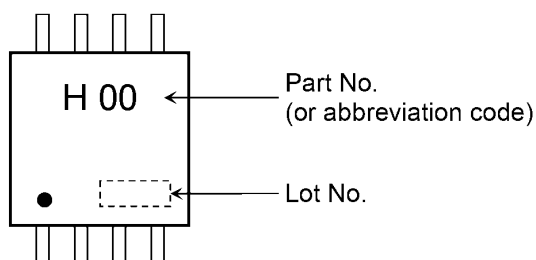 H 00
Part No.
(or abbreviation code)
Lot No.